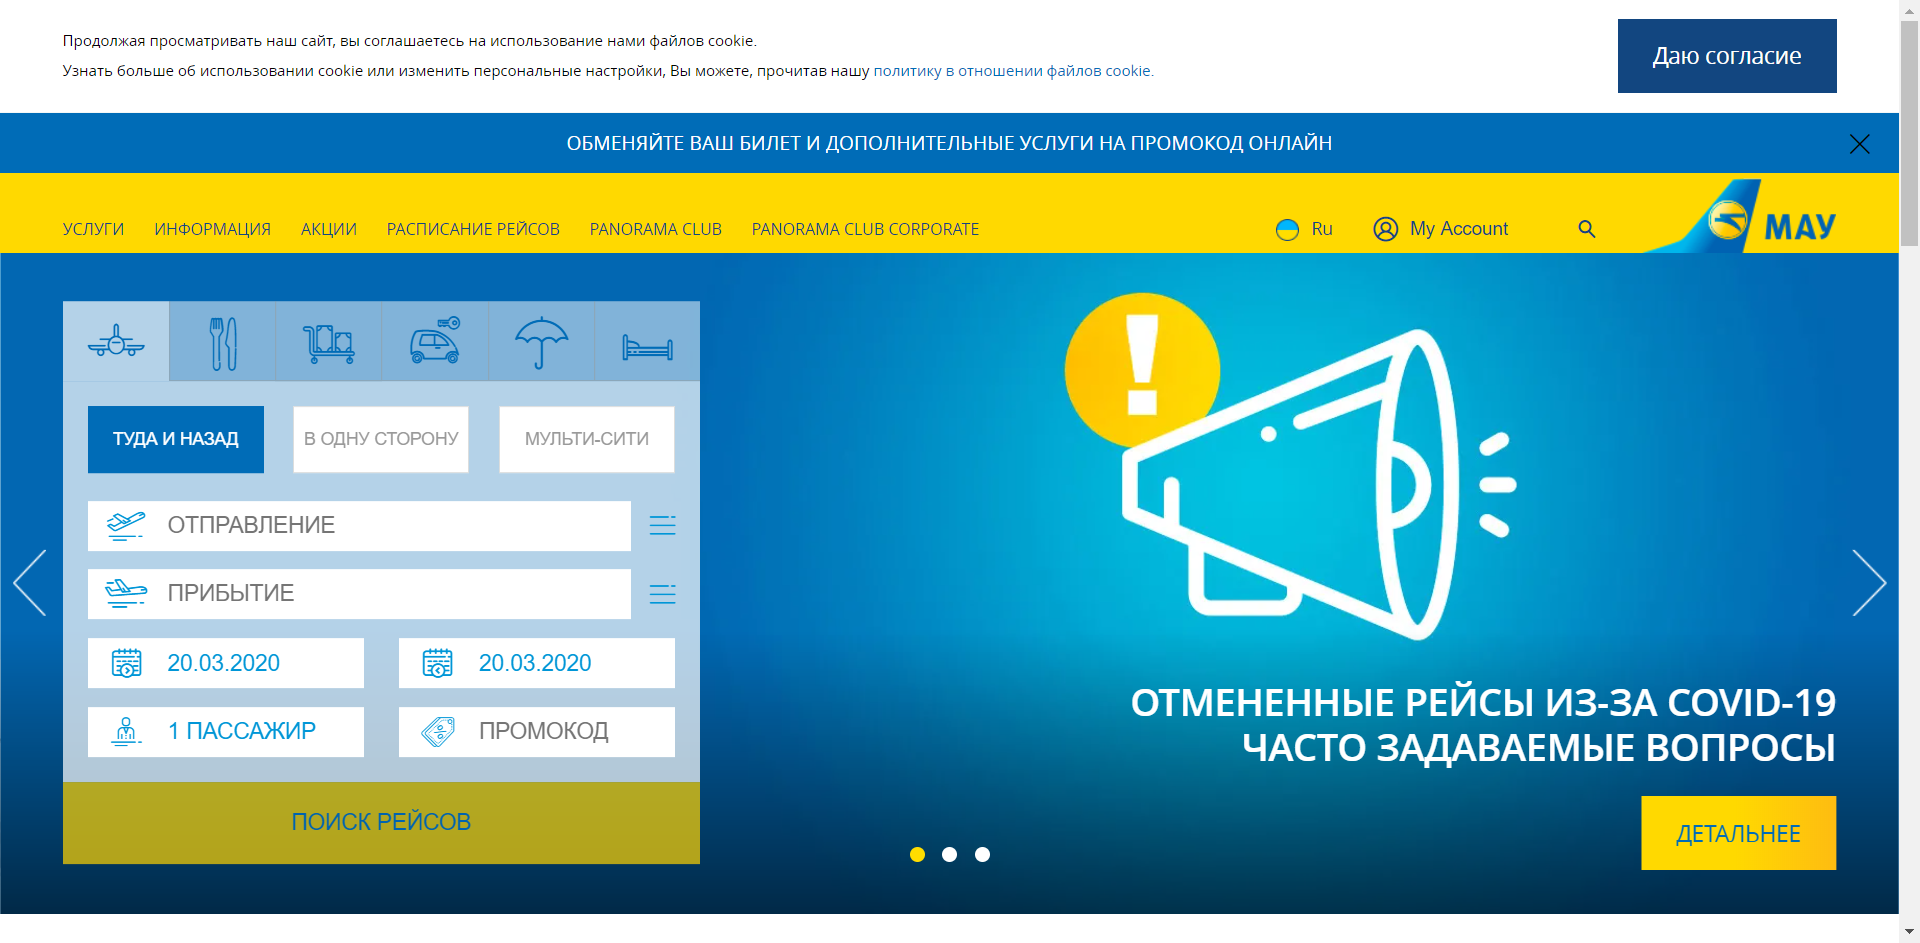 Продолжая просматривать наш сайт, вы соглашаетесь на использование нами файлов cookie.
Узнать больше об использовании cookie или изменить персональные настройки, Вы можете, прочитав нашу политику в отношении файлов cookie.
Даю согласие
ОБМЕНЯЙТЕ ВАШ БИЛЕТ И ДОПОЛНИТЕЛЬНЫЕ УСЛУГИ НА ПРОМОКОД ОНЛАЙН
УСЛУГИ ИНФОРМАЦИЯ АКЦИИ РАСПИСАНИЕ РЕЙСОВ PANORAMA CLUB PANORAMA CLUB CORPORATE Ru My Account МАУ
ТУДА И НАЗАД В ОДНУ СТОРОНУ МУЛЬТИ-СИТИ
ОТПРАВЛЕНИЕ
ПРИБЫТИЕ
20.03.2020 20.03.2020
1 ПАССАЖИР ПРОМОКОД
ПОИСК РЕЙСОВ
!
ОТМЕНЕННЫЕ РЕЙСЫ ИЗ-ЗА COVID-19
ЧАСТО ЗАДАВАЕМЫЕ ВОПРОСЫ
ДЕТАЛЬНЕЕ